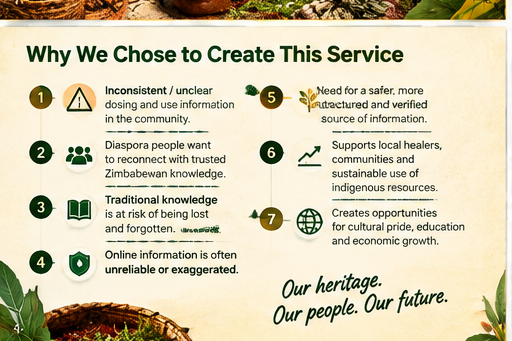 Why We Chose to Create This Service
1
Inconsistent / unclear
dosing and use information
in the community.
2
Diaspora people want
to reconnect with trusted
Zimbabwean knowledge.
3
Traditional knowledge
is at risk of being lost
and forgotten.
4
Online information is often
unreliable or exaggerated.
5
Need for a safer, more
structured and verified
source of information.
6
Supports local healers,
communities and
sustainable use of
indigenous resources.
7
Creates opportunities
for cultural pride, education
and economic growth.
Our heritage.
Our people. Our future.
4